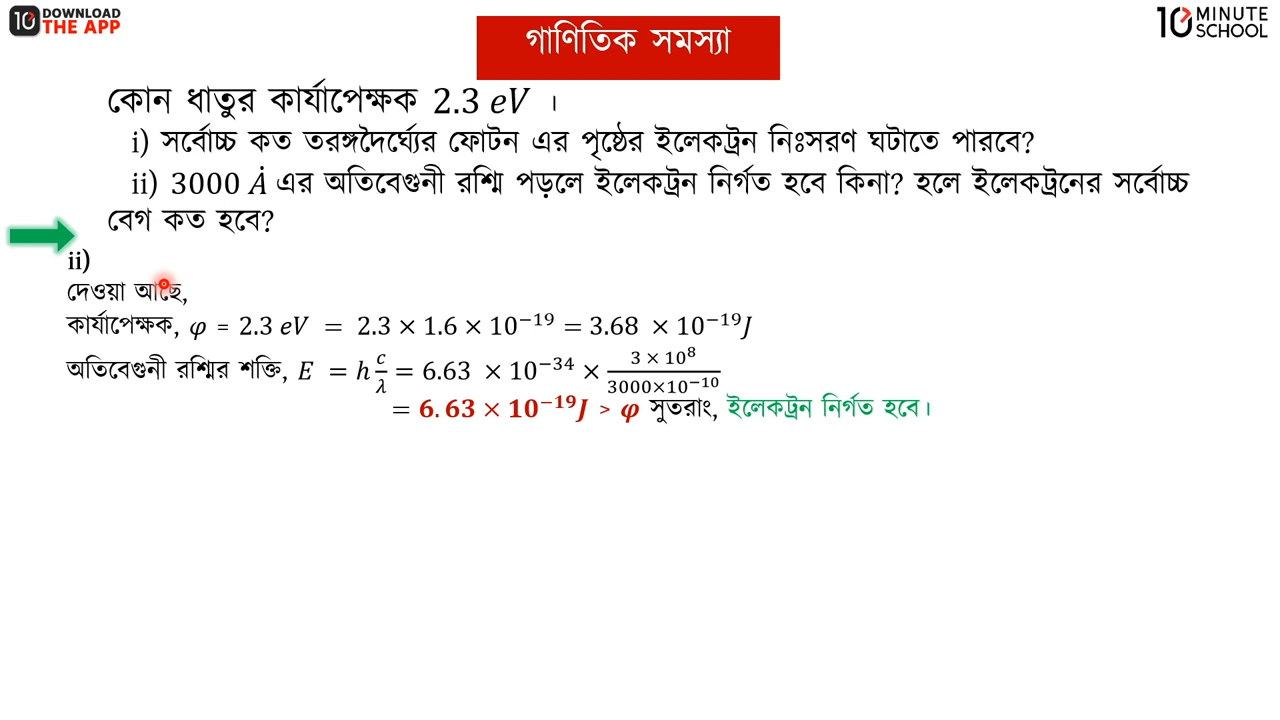 10 DOWNLOAD THE APP
গাণিতিক সমস্যা
10 MINUTE SCHOOL
কোন ধাতুর কার্যাপেক্ষক 2.3 eV ।
i) সর্বোচ্চ কত তরঙ্গদৈর্ঘ্যের ফোটন এর পৃষ্ঠের ইলেকট্রন নিঃসরণ ঘটাতে পারবে?
ii) 3000 Ȧ এর অতিবেগুনী রশ্মি পড়লে ইলেকট্রন নির্গত হবে কিনা? হলে ইলেকট্রনের সর্বোচ্চ
বেগ কত হবে?
ii)
দেওয়া আছে,
কার্যাপেক্ষক, φ = 2.3 eV = 2.3 × 1.6 × 10⁻¹⁹ = 3.68 × 10⁻¹⁹J
অতিবেগুনী রশ্মির শক্তি, E = h c/λ = 6.63 × 10⁻³⁴ × (3 × 10⁸)/(3000×10⁻¹⁰)
= 6.63 × 10⁻¹⁹J > φ সুতরাং, ইলেকট্রন নির্গত হবে।